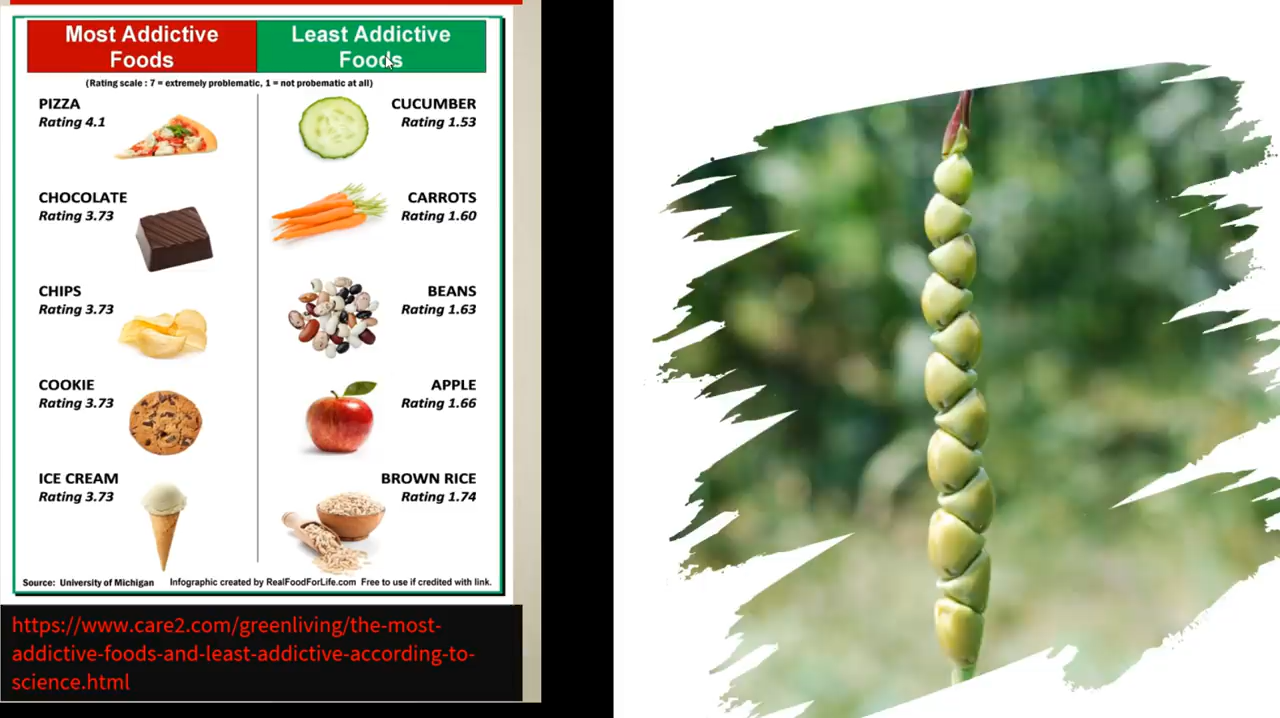 Most Addictive
Foods
Least Addictive
Foods
(Rating scale : 7 = extremely problematic, 1 = not probematic at all)
PIZZA
Rating 4.1
CUCUMBER
Rating 1.53
CHOCOLATE
Rating 3.73
CARROTS
Rating 1.60
CHIPS
Rating 3.73
BEANS
Rating 1.63
COOKIE
Rating 3.73
APPLE
Rating 1.66
ICE CREAM
Rating 3.73
BROWN RICE
Rating 1.74
Source: University of Michigan
Infographic created by RealFoodForLife.com Free to use if credited with link.
https://www.care2.com/greenliving/the-most-
addictive-foods-and-least-addictive-according-to-
science.html